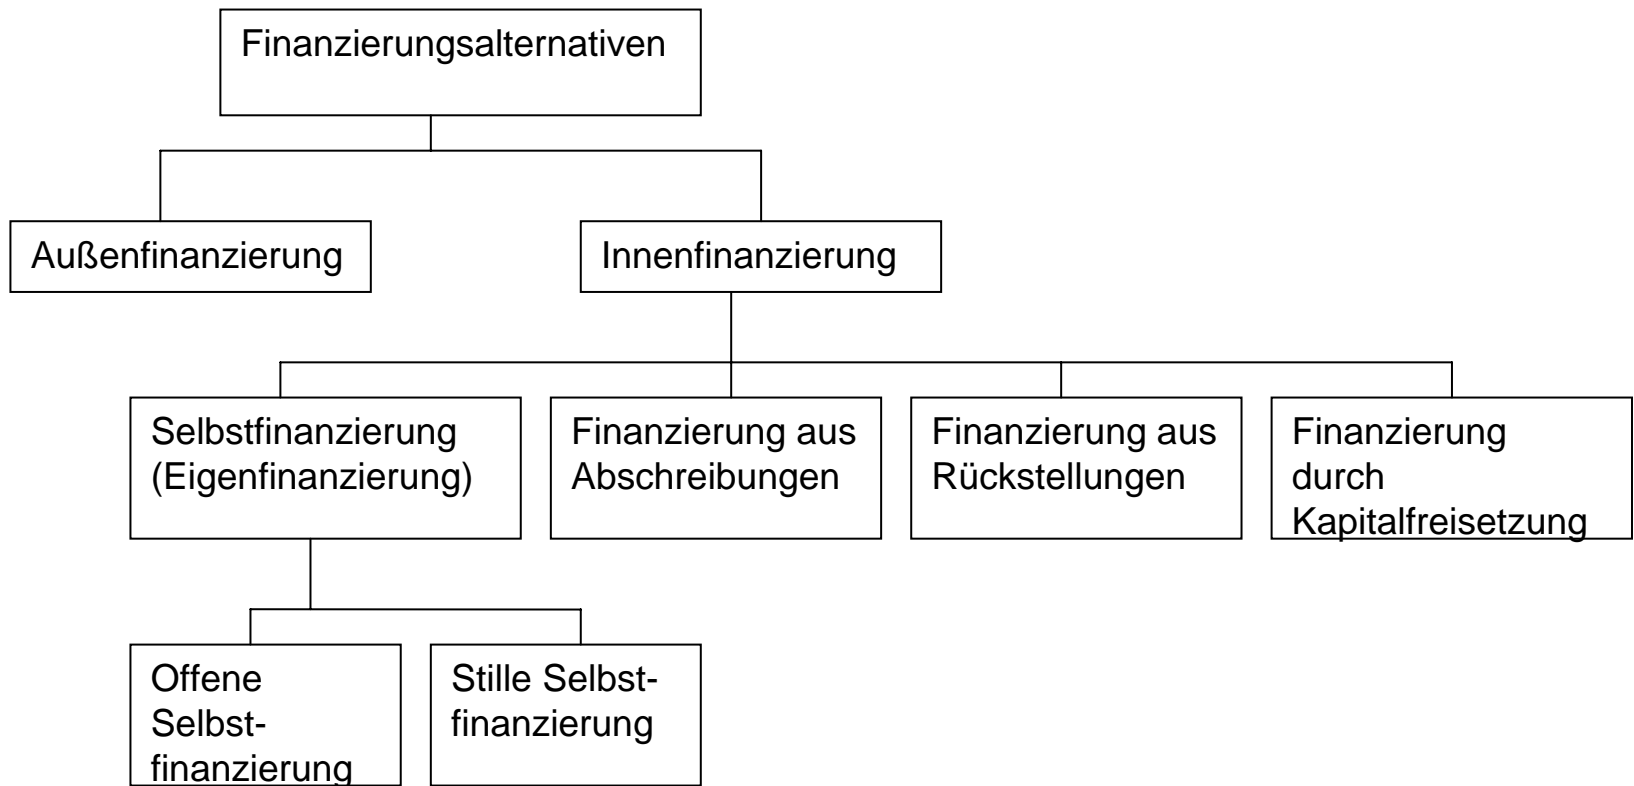 Finanzierungsalternativen
Außenfinanzierung
Innenfinanzierung
Selbstfinanzierung
(Eigenfinanzierung)
Finanzierung aus
Abschreibungen
Finanzierung aus
Rückstellungen
Finanzierung
durch
Kapitalfreisetzung
Offene
Selbst-
finanzierung
Stille Selbst-
finanzierung